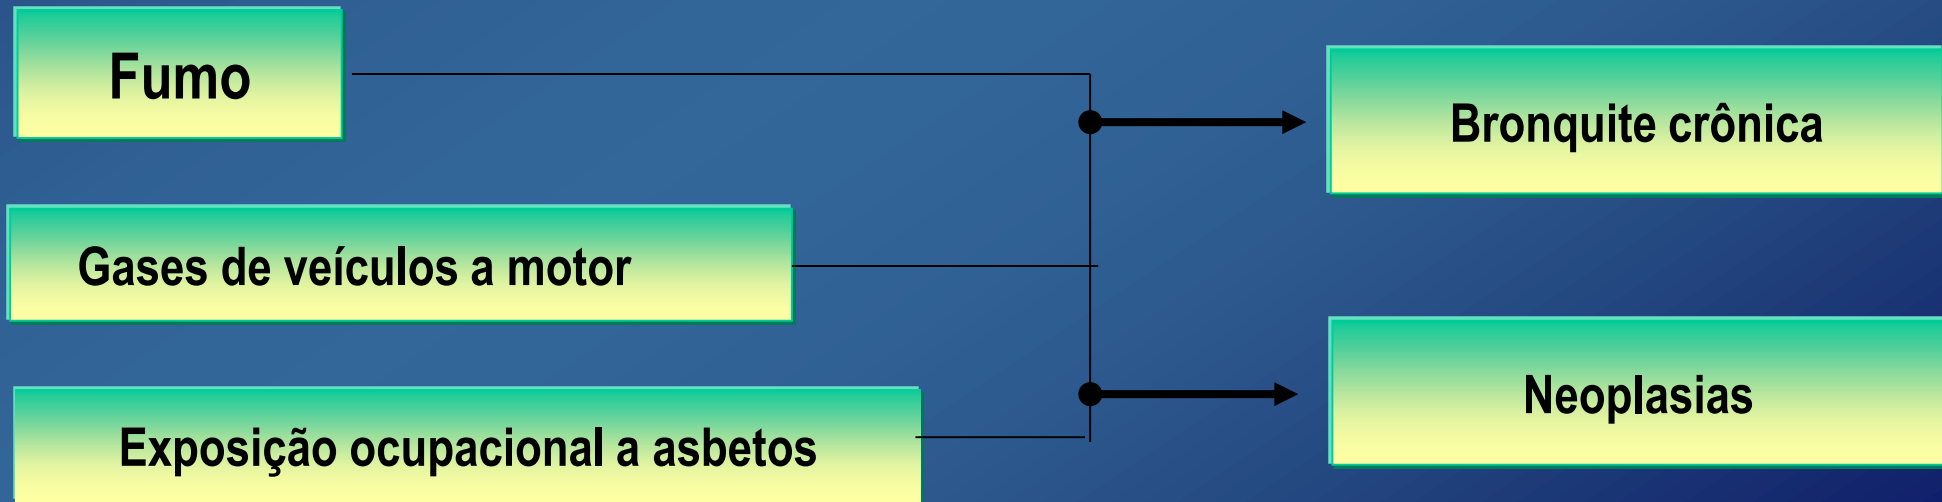 Fumo
Bronquite crônica
Gases de veículos a motor
Neoplasias
Exposição ocupacional a asbetos